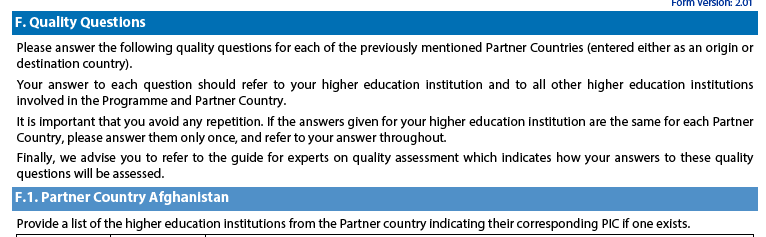 Form Version: 2.01
F. Quality Questions
Please answer the following quality questions for each of the previously mentioned Partner Countries (entered either as an origin or
destination country).
Your answer to each question should refer to your higher education institution and to all other higher education institutions
involved in the Programme and Partner Country.
It is important that you avoid any repetition. If the answers given for your higher education institution are the same for each Partner
Country, please answer them only once, and refer to your answer throughout.
Finally, we advise you to refer to the guide for experts on quality assessment which indicates how your answers to these quality
questions will be assessed.
F.1. Partner Country Afghanistan
Provide a list of the higher education institutions from the Partner country indicating their corresponding PIC if one exists.